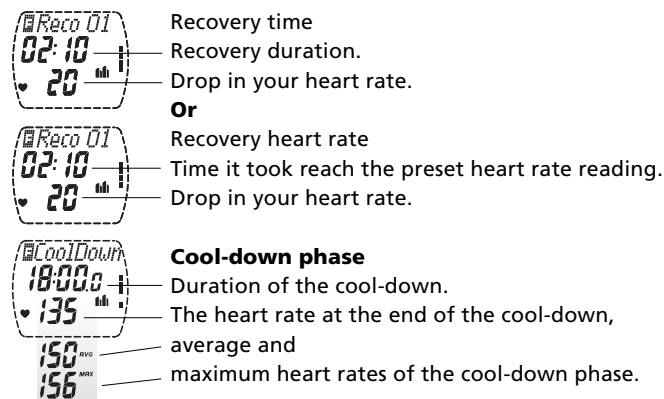 Reco 01
Recovery time
02:10
Recovery duration.
20
Drop in your heart rate.
Or
Reco 01
Recovery heart rate
02:10
Time it took reach the preset heart rate reading.
20
Drop in your heart rate.
CoolDown
Cool-down phase
18:00.0
Duration of the cool-down.
135
The heart rate at the end of the cool-down,
150 AVG
average and
156 MAX
maximum heart rates of the cool-down phase.